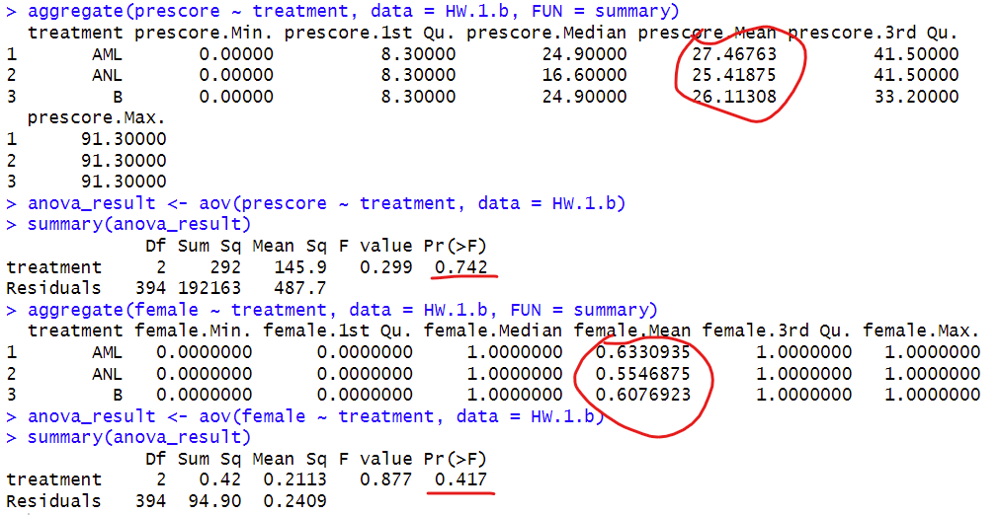 > aggregate(prescore ~ treatment, data = HW.1.b, FUN = summary)
treatment prescore.Min. prescore.1st Qu. prescore.Median prescore.Mean prescore.3rd Qu.
1 AML 0.00000 8.30000 24.90000 27.46763 41.50000
2 ANL 0.00000 8.30000 16.60000 25.41875 41.50000
3 B 0.00000 8.30000 24.90000 26.11308 33.20000
prescore.Max.
1 91.30000
2 91.30000
3 91.30000
> anova_result <- aov(prescore ~ treatment, data = HW.1.b)
> summary(anova_result)
Df Sum Sq Mean Sq F value Pr(>F)
treatment 2 292 145.9 0.299 0.742
Residuals 394 192163 487.7
> aggregate(female ~ treatment, data = HW.1.b, FUN = summary)
treatment female.Min. female.1st Qu. female.Median female.Mean female.3rd Qu. female.Max.
1 AML 0.0000000 0.0000000 1.0000000 0.6330935 1.0000000 1.0000000
2 ANL 0.0000000 0.0000000 1.0000000 0.5546875 1.0000000 1.0000000
3 B 0.0000000 0.0000000 1.0000000 0.6076923 1.0000000 1.0000000
> anova_result <- aov(female ~ treatment, data = HW.1.b)
> summary(anova_result)
Df Sum Sq Mean Sq F value Pr(>F)
treatment 2 0.42 0.2113 0.877 0.417
Residuals 394 94.90 0.2409